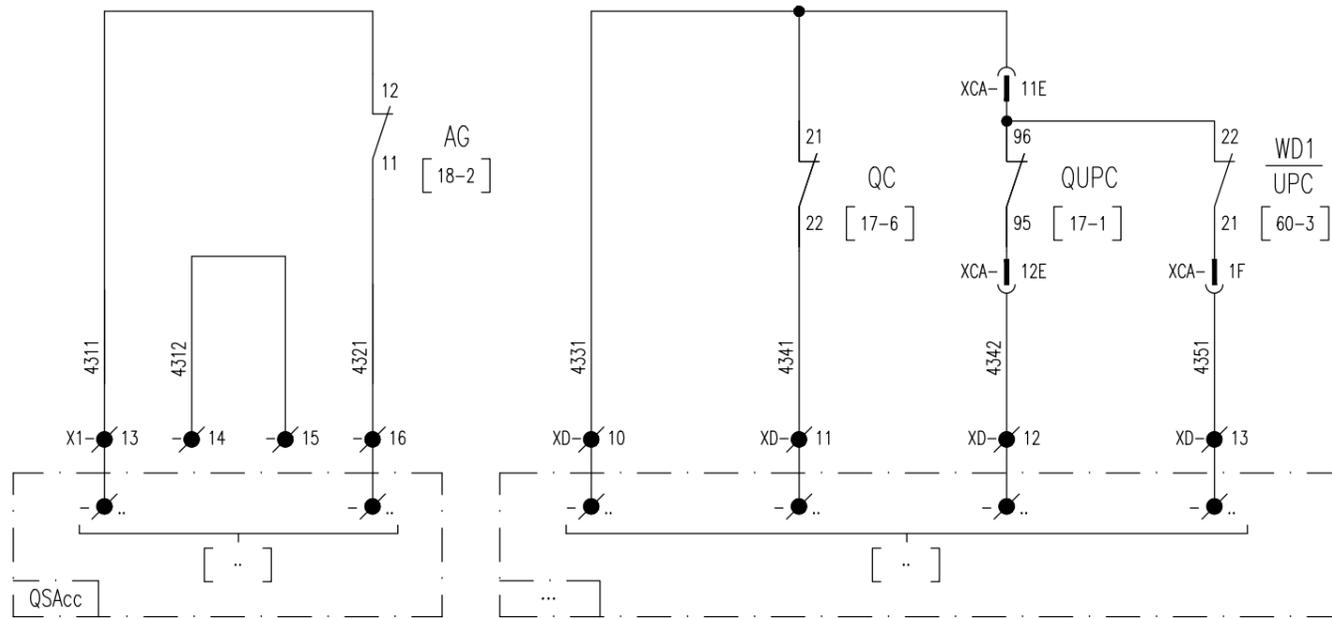 XCA- 11E
12
AG
11
[18-2]
21
QC
22
[17-6]
96
QUPC
95
[17-1]
22
WD1
UPC
21
[60-3]
XCA- 12E
XCA- 1F
4311
4312
4321
4331
4341
4342
4351
X1- 13
- 14
- 15
- 16
XD- 10
XD- 11
XD- 12
XD- 13
- ..
- ..
- ..
- ..
- ..
- ..
[ .. ]
[ .. ]
QSAcc
...